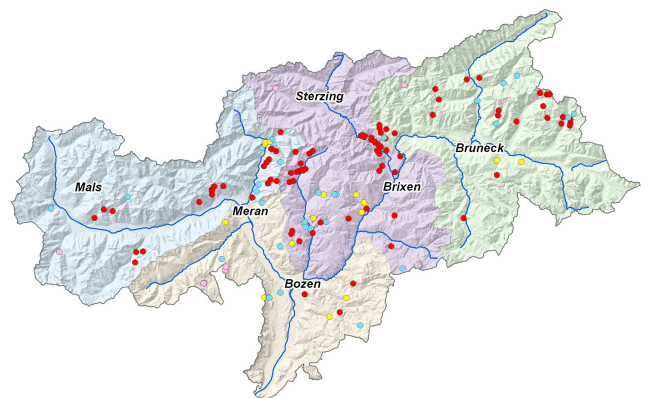 Sterzing
Bruneck
Mals
Brixen
Meran
Bozen